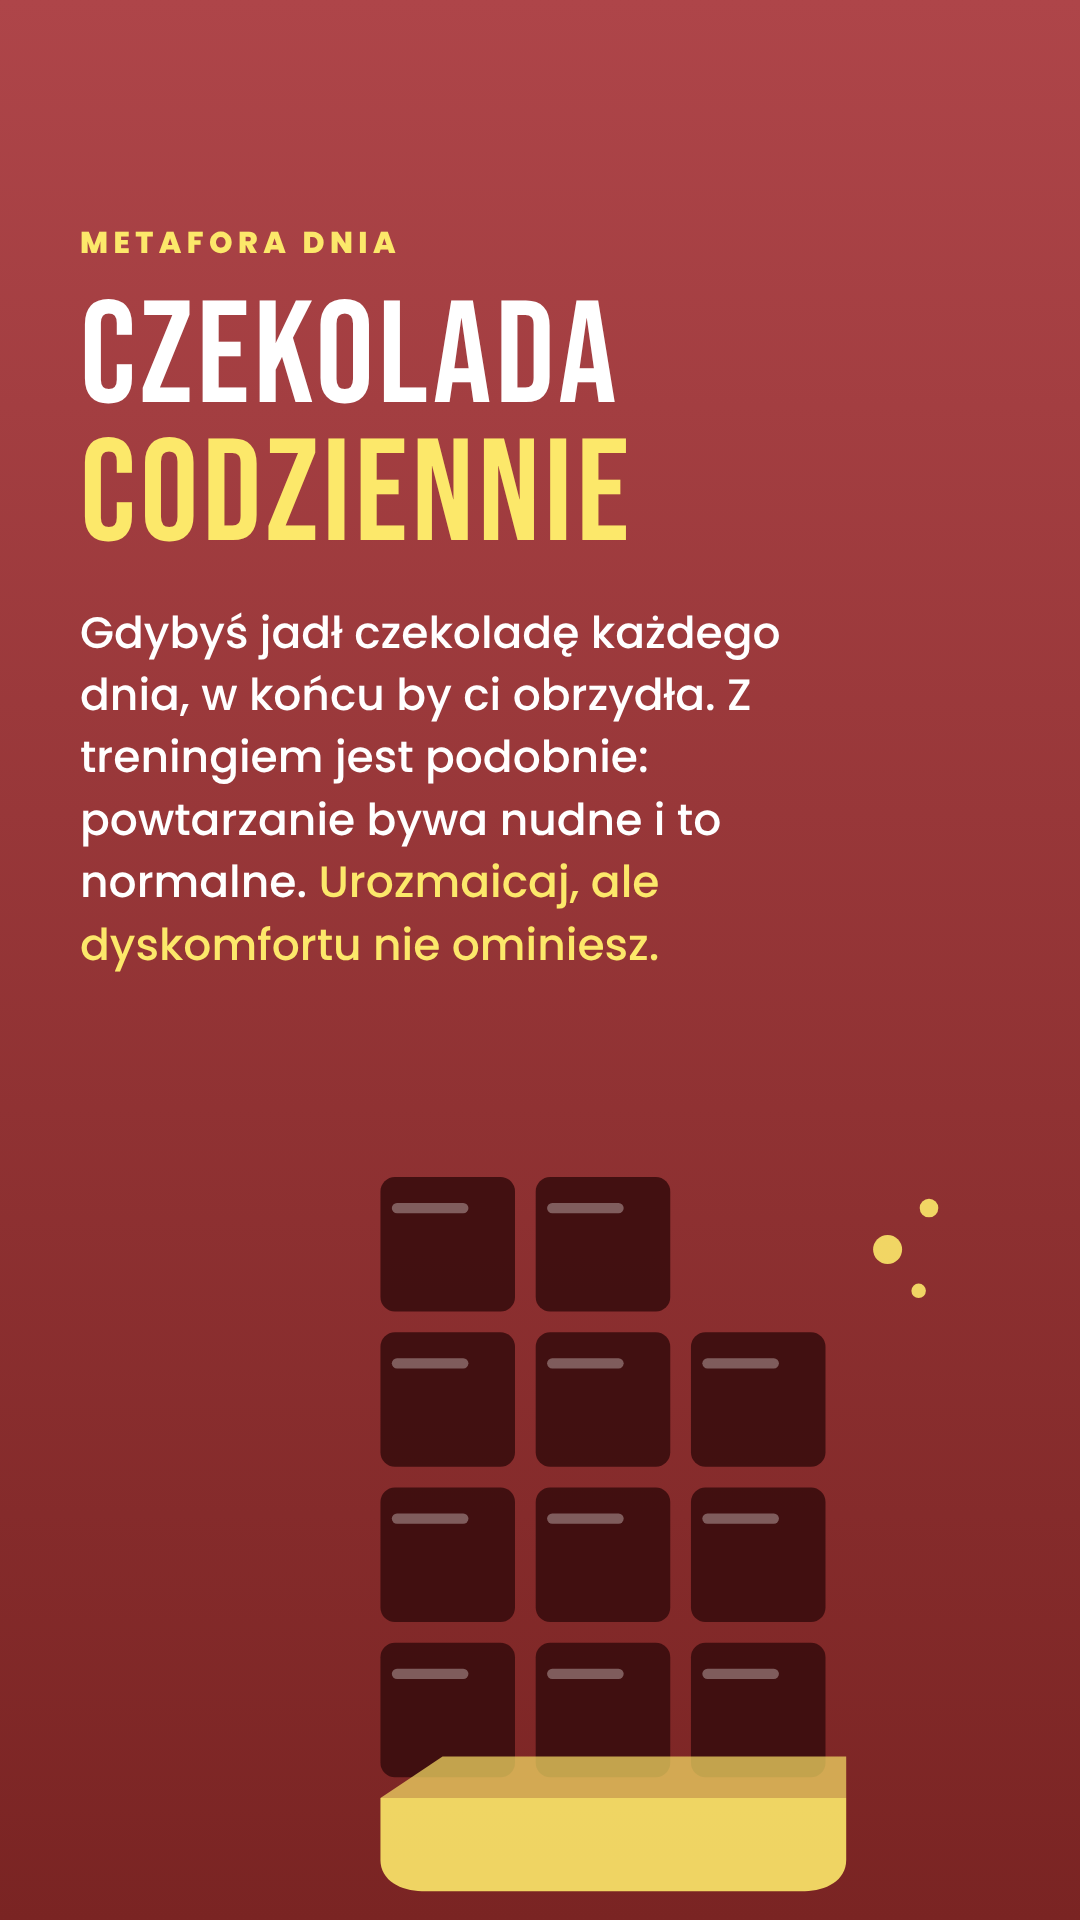 METAFORA DNIA
CZEKOLADA
CODZIENNIE
Gdybyś jadł czekoladę każdego
dnia, w końcu by ci obrzydła. Z
treningiem jest podobnie:
powtarzanie bywa nudne i to
normalne. Urozmaicaj, ale
dyskomfortu nie ominiesz.